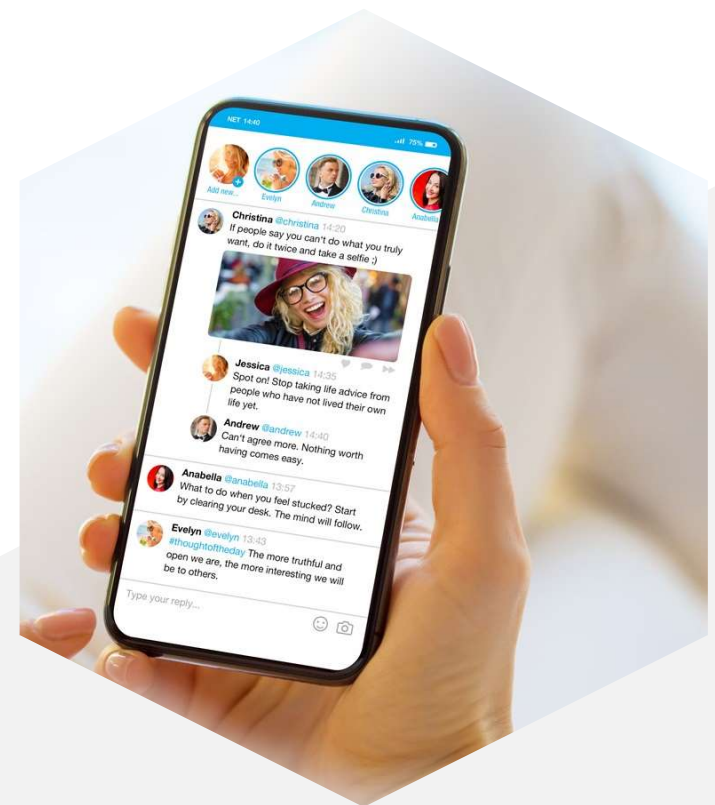 NET 14:40
75%
Add new...
Evelyn
Andrew
Christina
Anabella
Christina @christina 14:20
If people say you can't do what you truly
want, do it twice and take a selfie ;)
Jessica @jessica 14:35
Spot on! Stop taking life advice from
people who have not lived their own
life yet.
Andrew @andrew 14:40
Can't agree more. Nothing worth
having comes easy.
Anabella @anabella 13:57
What to do when you feel stucked? Start
by clearing your desk. The mind will follow.
Evelyn @evelyn 13:43
#thoughtoftheday The more truthful and
open we are, the more interesting we will
be to others.
Type your reply...